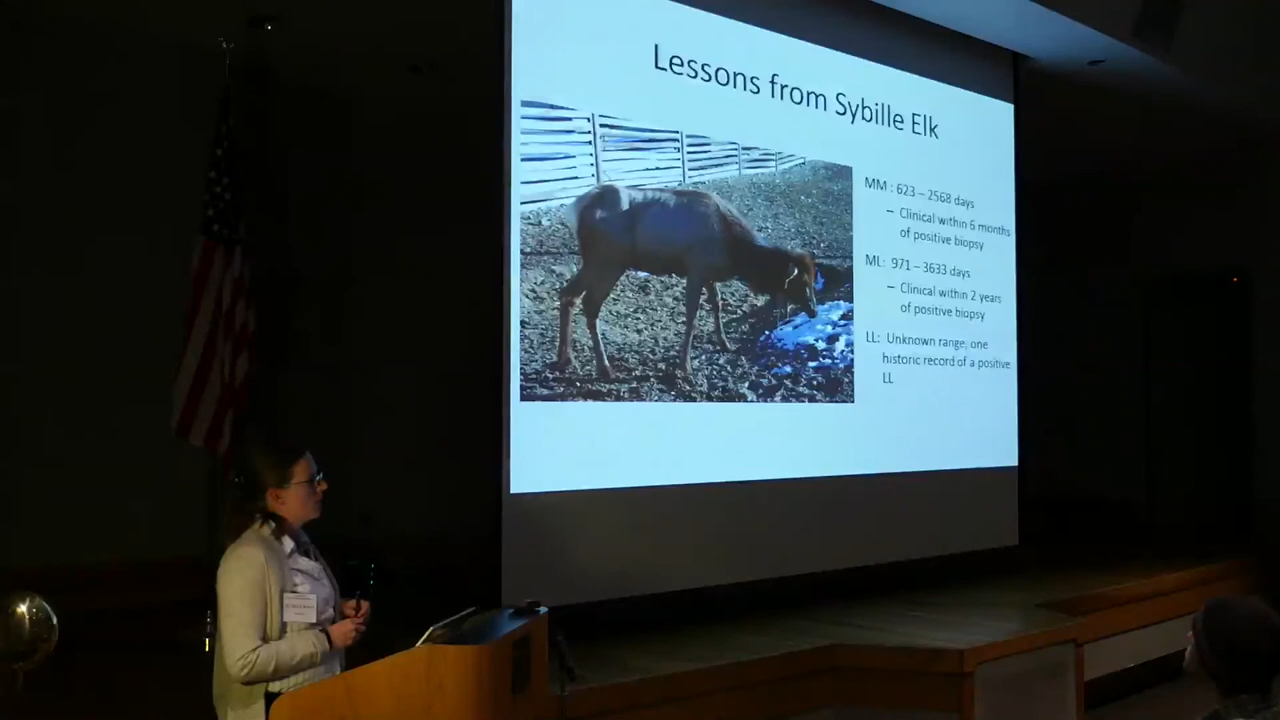 Lessons from Sybille Elk
MM : 623 – 2568 days
– Clinical within 6 months
of positive biopsy
ML: 971 – 3633 days
– Clinical within 2 years
of positive biopsy
LL: Unknown range, one
historic record of a positive
LL